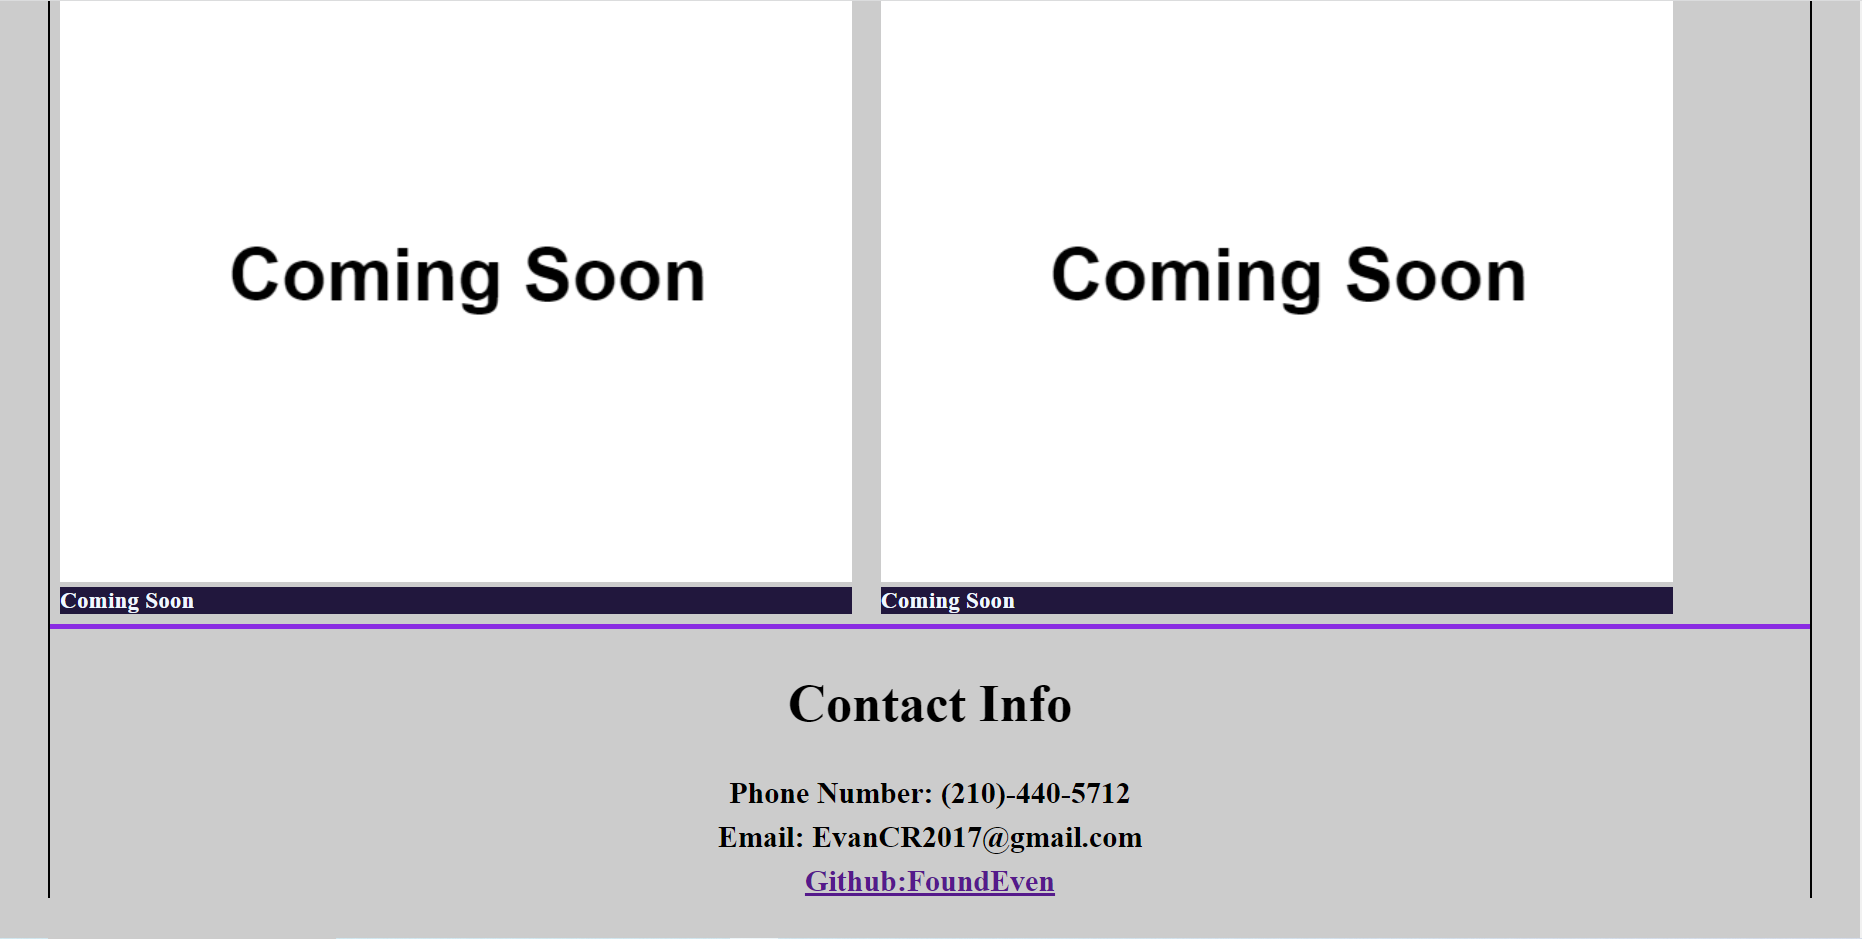 Coming Soon
Coming Soon
Coming Soon
Coming Soon
Contact Info
Phone Number: (210)-440-5712
Email: EvanCR2017@gmail.com
Github:FoundEven